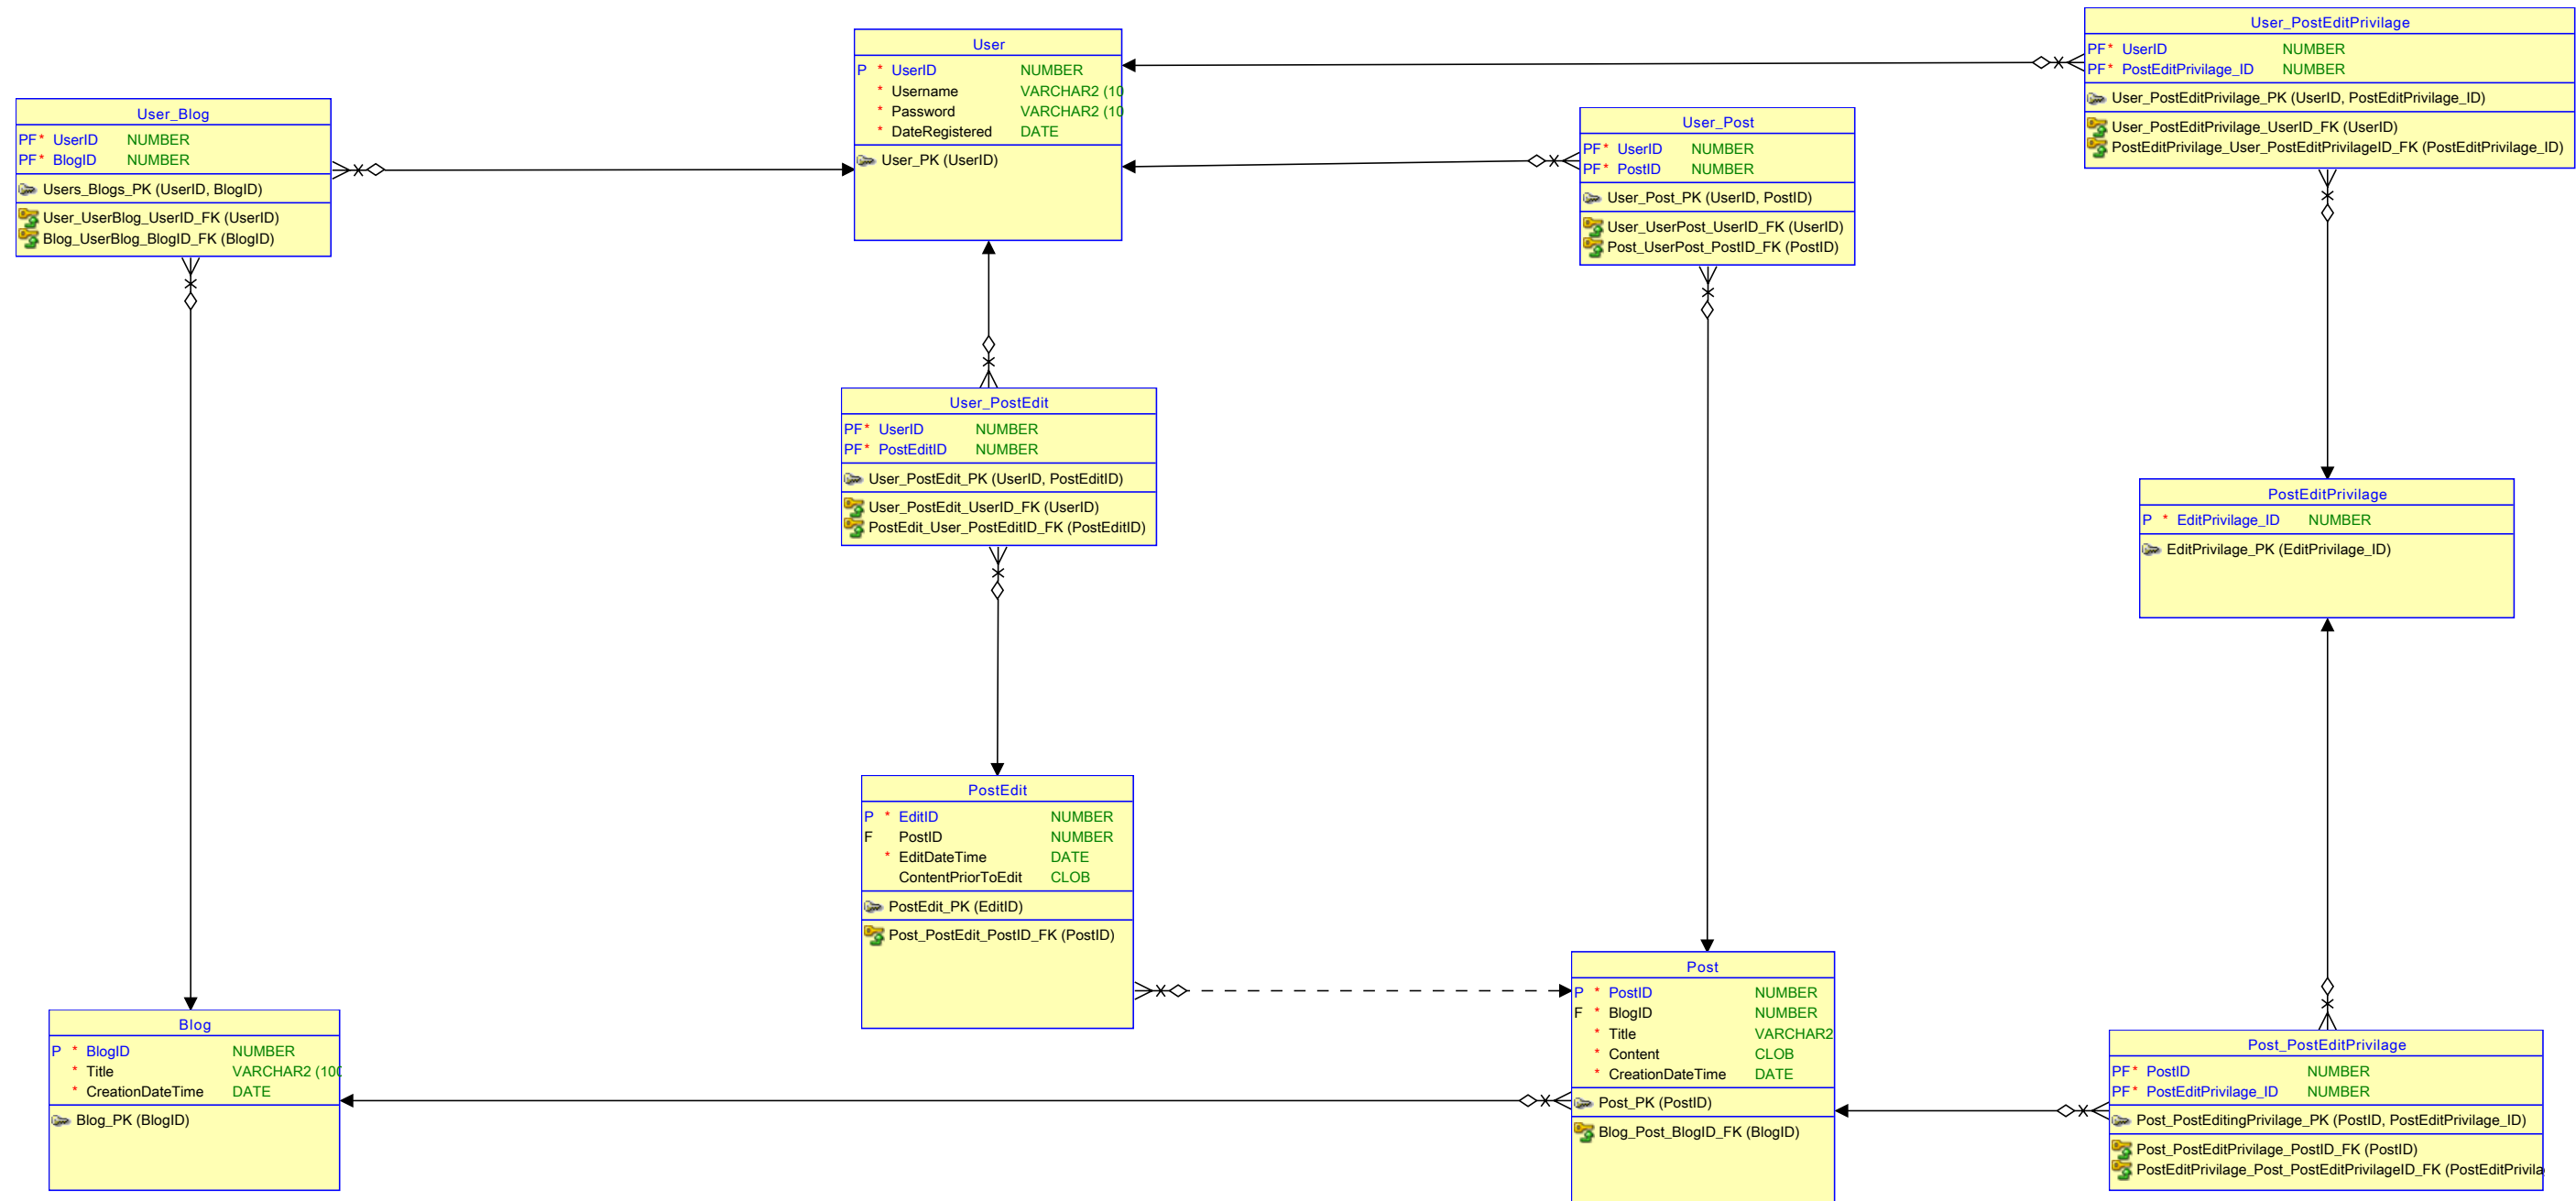 User_PostEditPrivilage
PF* UserID NUMBER
PF* PostEditPrivilage_ID NUMBER
User_PostEditPrivilage_PK (UserID, PostEditPrivilage_ID)
User_PostEditPrivilage_UserID_FK (UserID)
PostEditPrivilage_User_PostEditPrivilageID_FK (PostEditPrivilage_ID)
User
P * UserID NUMBER
* Username VARCHAR2 (10
* Password VARCHAR2 (10
* DateRegistered DATE
User_PK (UserID)
User_Blog
PF* UserID NUMBER
PF* BlogID NUMBER
Users_Blogs_PK (UserID, BlogID)
User_UserBlog_UserID_FK (UserID)
Blog_UserBlog_BlogID_FK (BlogID)
User_Post
PF* UserID NUMBER
PF* PostID NUMBER
User_Post_PK (UserID, PostID)
User_UserPost_UserID_FK (UserID)
Post_UserPost_PostID_FK (PostID)
User_PostEdit
PF* UserID NUMBER
PF* PostEditID NUMBER
User_PostEdit_PK (UserID, PostEditID)
User_PostEdit_UserID_FK (UserID)
PostEdit_User_PostEditID_FK (PostEditID)
PostEditPrivilage
P * EditPrivilage_ID NUMBER
EditPrivilage_PK (EditPrivilage_ID)
PostEdit
P * EditID NUMBER
F PostID NUMBER
* EditDateTime DATE
ContentPriorToEdit CLOB
PostEdit_PK (EditID)
Post_PostEdit_PostID_FK (PostID)
Post
P * PostID NUMBER
F * BlogID NUMBER
* Title VARCHAR2
* Content CLOB
* CreationDateTime DATE
Post_PK (PostID)
Blog_Post_BlogID_FK (BlogID)
Blog
P * BlogID NUMBER
* Title VARCHAR2 (100
* CreationDateTime DATE
Blog_PK (BlogID)
Post_PostEditPrivilage
PF* PostID NUMBER
PF* PostEditPrivilage_ID NUMBER
Post_PostEditingPrivilage_PK (PostID, PostEditPrivilage_ID)
Post_PostEditPrivilage_PostID_FK (PostID)
PostEditPrivilage_Post_PostEditPrivilageID_FK (PostEditPrivila